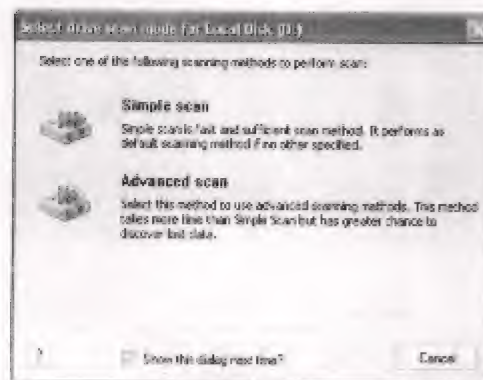 Select drive scan mode for Local Disk (D:)
Select one of the following scanning methods to perform scan:
Simple scan
Simple scan is fast and sufficient scan method. It performs as
default scanning method if no other specified.
Advanced scan
Select this method to use advanced scanning methods. This method
takes more time than Simple Scan but has greater chance to
discover lost data.
Show this dialog next time?
Cancel